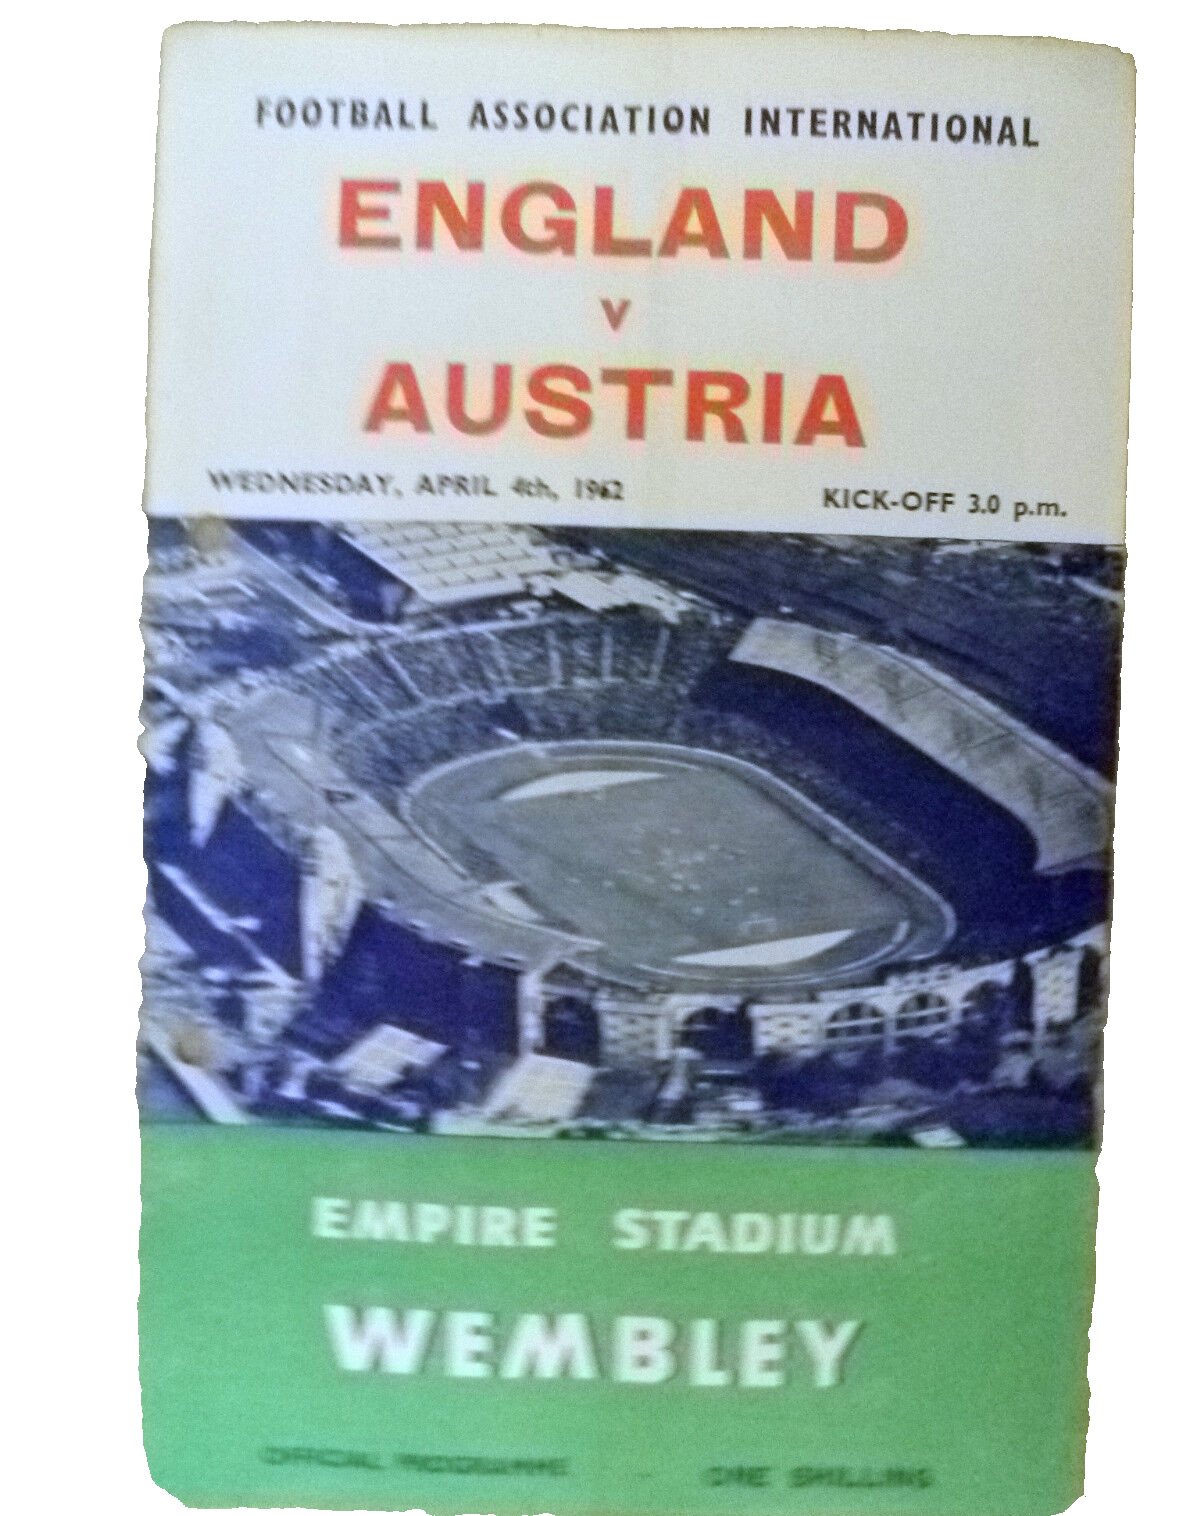 FOOTBALL ASSOCIATION INTERNATIONAL
ENGLAND
v
AUSTRIA
WEDNESDAY, APRIL 4th, 1962 KICK-OFF 3.0 p.m.
EMPIRE STADIUM
WEMBLEY
OFFICIAL PROGRAMME - ONE SHILLING